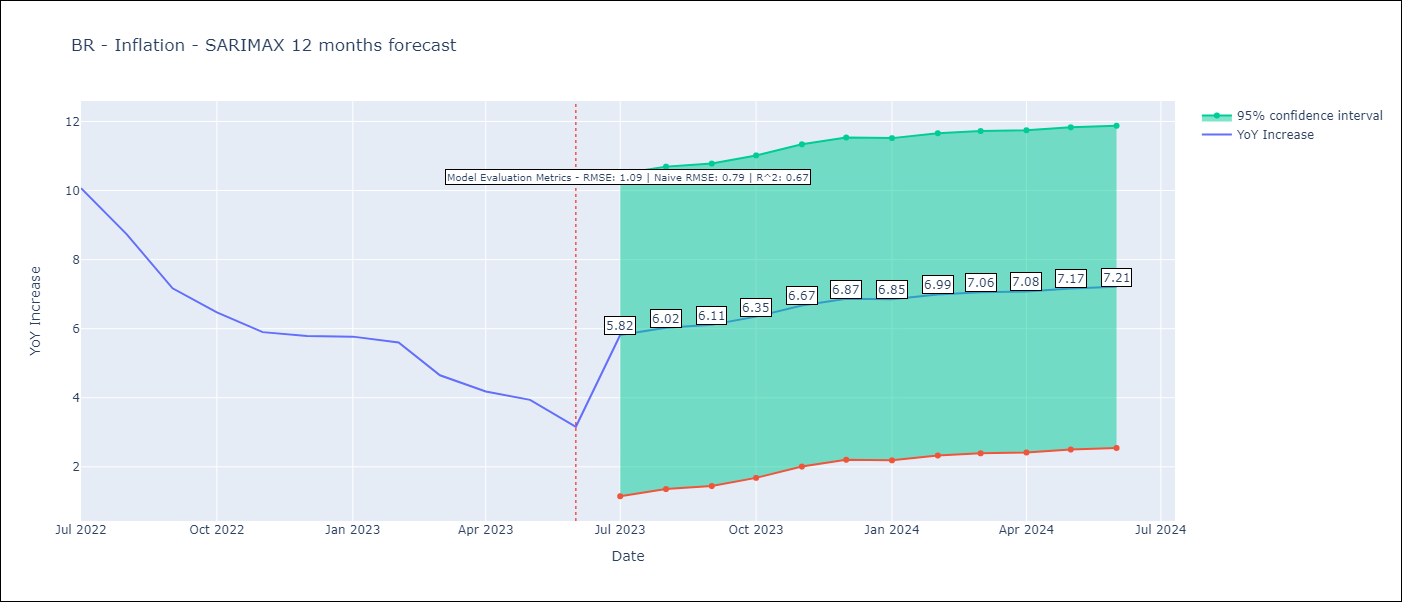 BR - Inflation - SARIMAX 12 months forecast
95% confidence interval
YoY Increase
12
10
8
6
4
2
YoY Increase
Model Evaluation Metrics - RMSE: 1.09 | Naive RMSE: 0.79 | R^2: 0.67
5.82
6.02
6.11
6.35
6.67
6.87
6.85
6.99
7.06
7.08
7.17
7.21
Jul 2022
Oct 2022
Jan 2023
Apr 2023
Jul 2023
Oct 2023
Jan 2024
Apr 2024
Jul 2024
Date